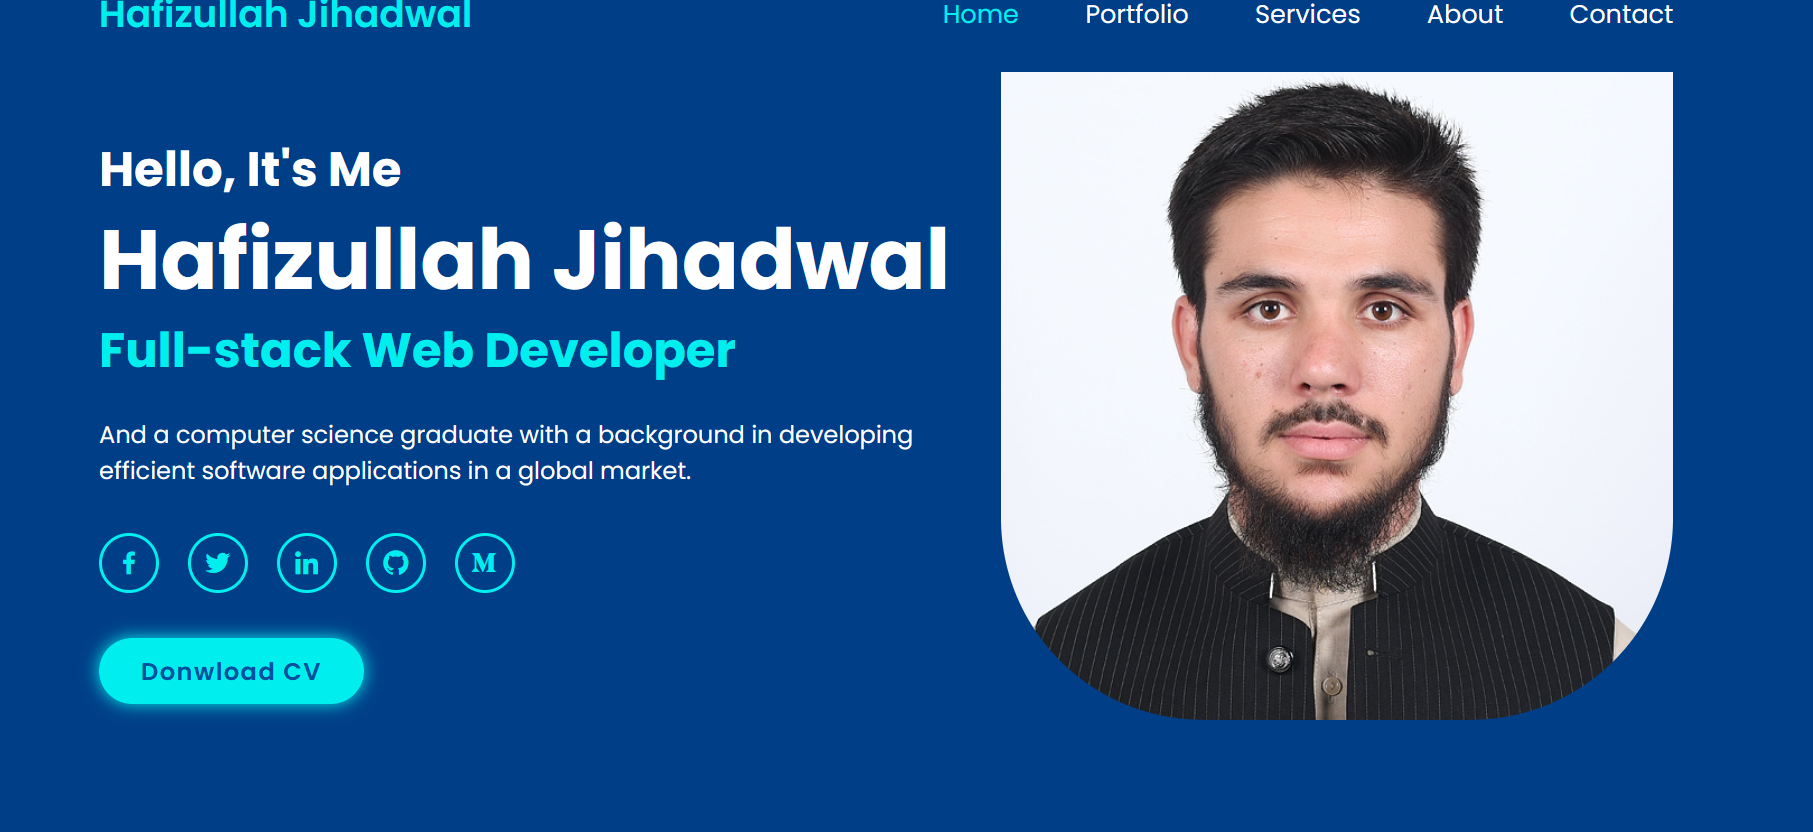 Hafizullah Jihadwal
Home Portfolio Services About Contact
Hello, It's Me
Hafizullah Jihadwal
Full-stack Web Developer
And a computer science graduate with a background in developing
efficient software applications in a global market.
Donwload CV